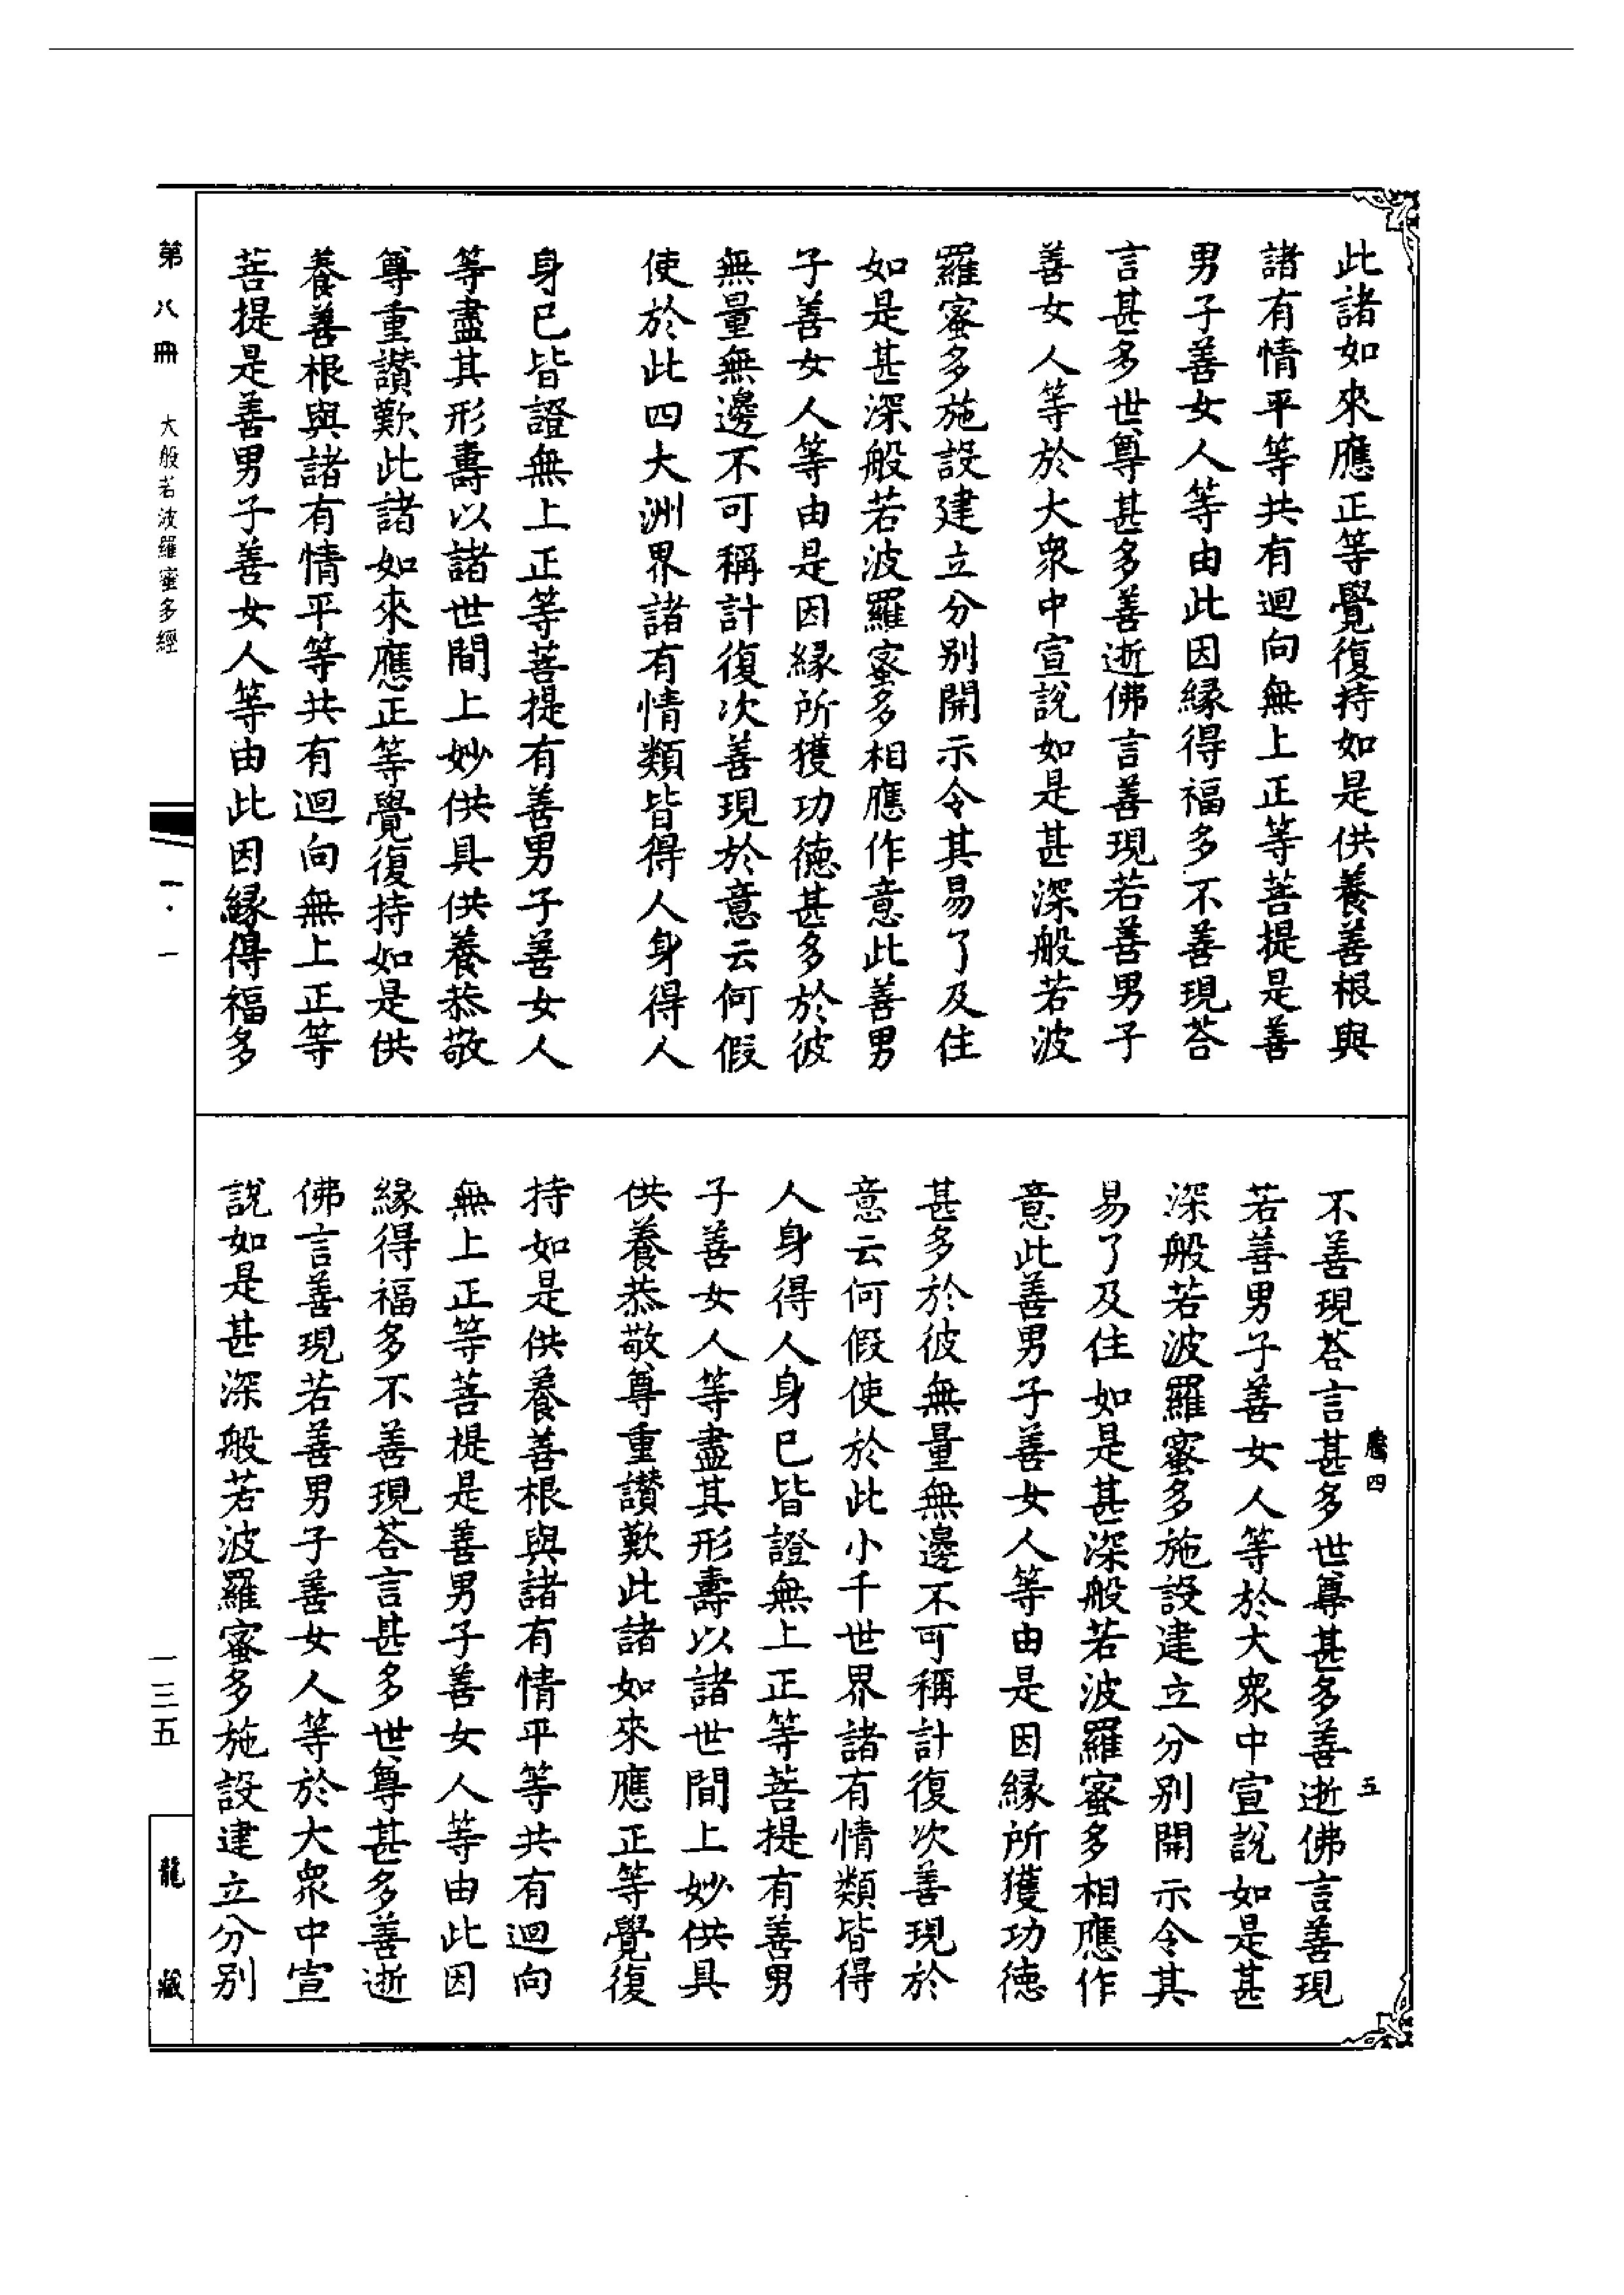 此諸如來應正等覺復持如是供養善根與
諸有情平等共有迴向無上正等菩提是善
男子善女人等由此因緣得福多不善現荅
言甚多世尊甚多善逝佛言善現若善男子
善女人等於大衆中宣說如是甚深般若波
羅蜜多施設建立分别開示令其易了及住
如是甚深般若波羅蜜多相應作意此善男
子善女人等由是因緣所獲功德甚多於彼
無量無邊不可稱計復次善現於意云何假
使於此四大洲界諸有情類皆得人身得人
身已皆證無上正等菩提有善男子善女人
等盡其形壽以諸世間上妙供具供養恭敬
尊重讚歎此諸如來應正等覺復持如是供
養善根與諸有情平等共有迴向無上正等
菩提是善男子善女人等由此因緣得福多
不善現荅言甚多世尊甚多善逝佛言善現
若善男子善女人等於大衆中宣說如是甚
深般若波羅蜜多施設建立分别開示令其
易了及住如是甚深般若波羅蜜多相應作
意此善男子善女人等由是因緣所獲功德
甚多於彼無量無邊不可稱計復次善現於
意云何假使於此小千世界諸有情類皆得
人身得人身已皆證無上正等菩提有善男
子善女人等盡其形壽以諸世間上妙供具
供養恭敬尊重讚歎此諸如來應正等覺復
持如是供養善根與諸有情平等共有迴向
無上正等菩提是善男子善女人等由此因
緣得福多不善現荅言甚多世尊甚多善逝
佛言善現若善男子善女人等於大衆中宣
說如是甚深般若波羅蜜多施設建立分别
四 五
第八冊 大般若波羅蜜多經
一·一
一三五
龍藏